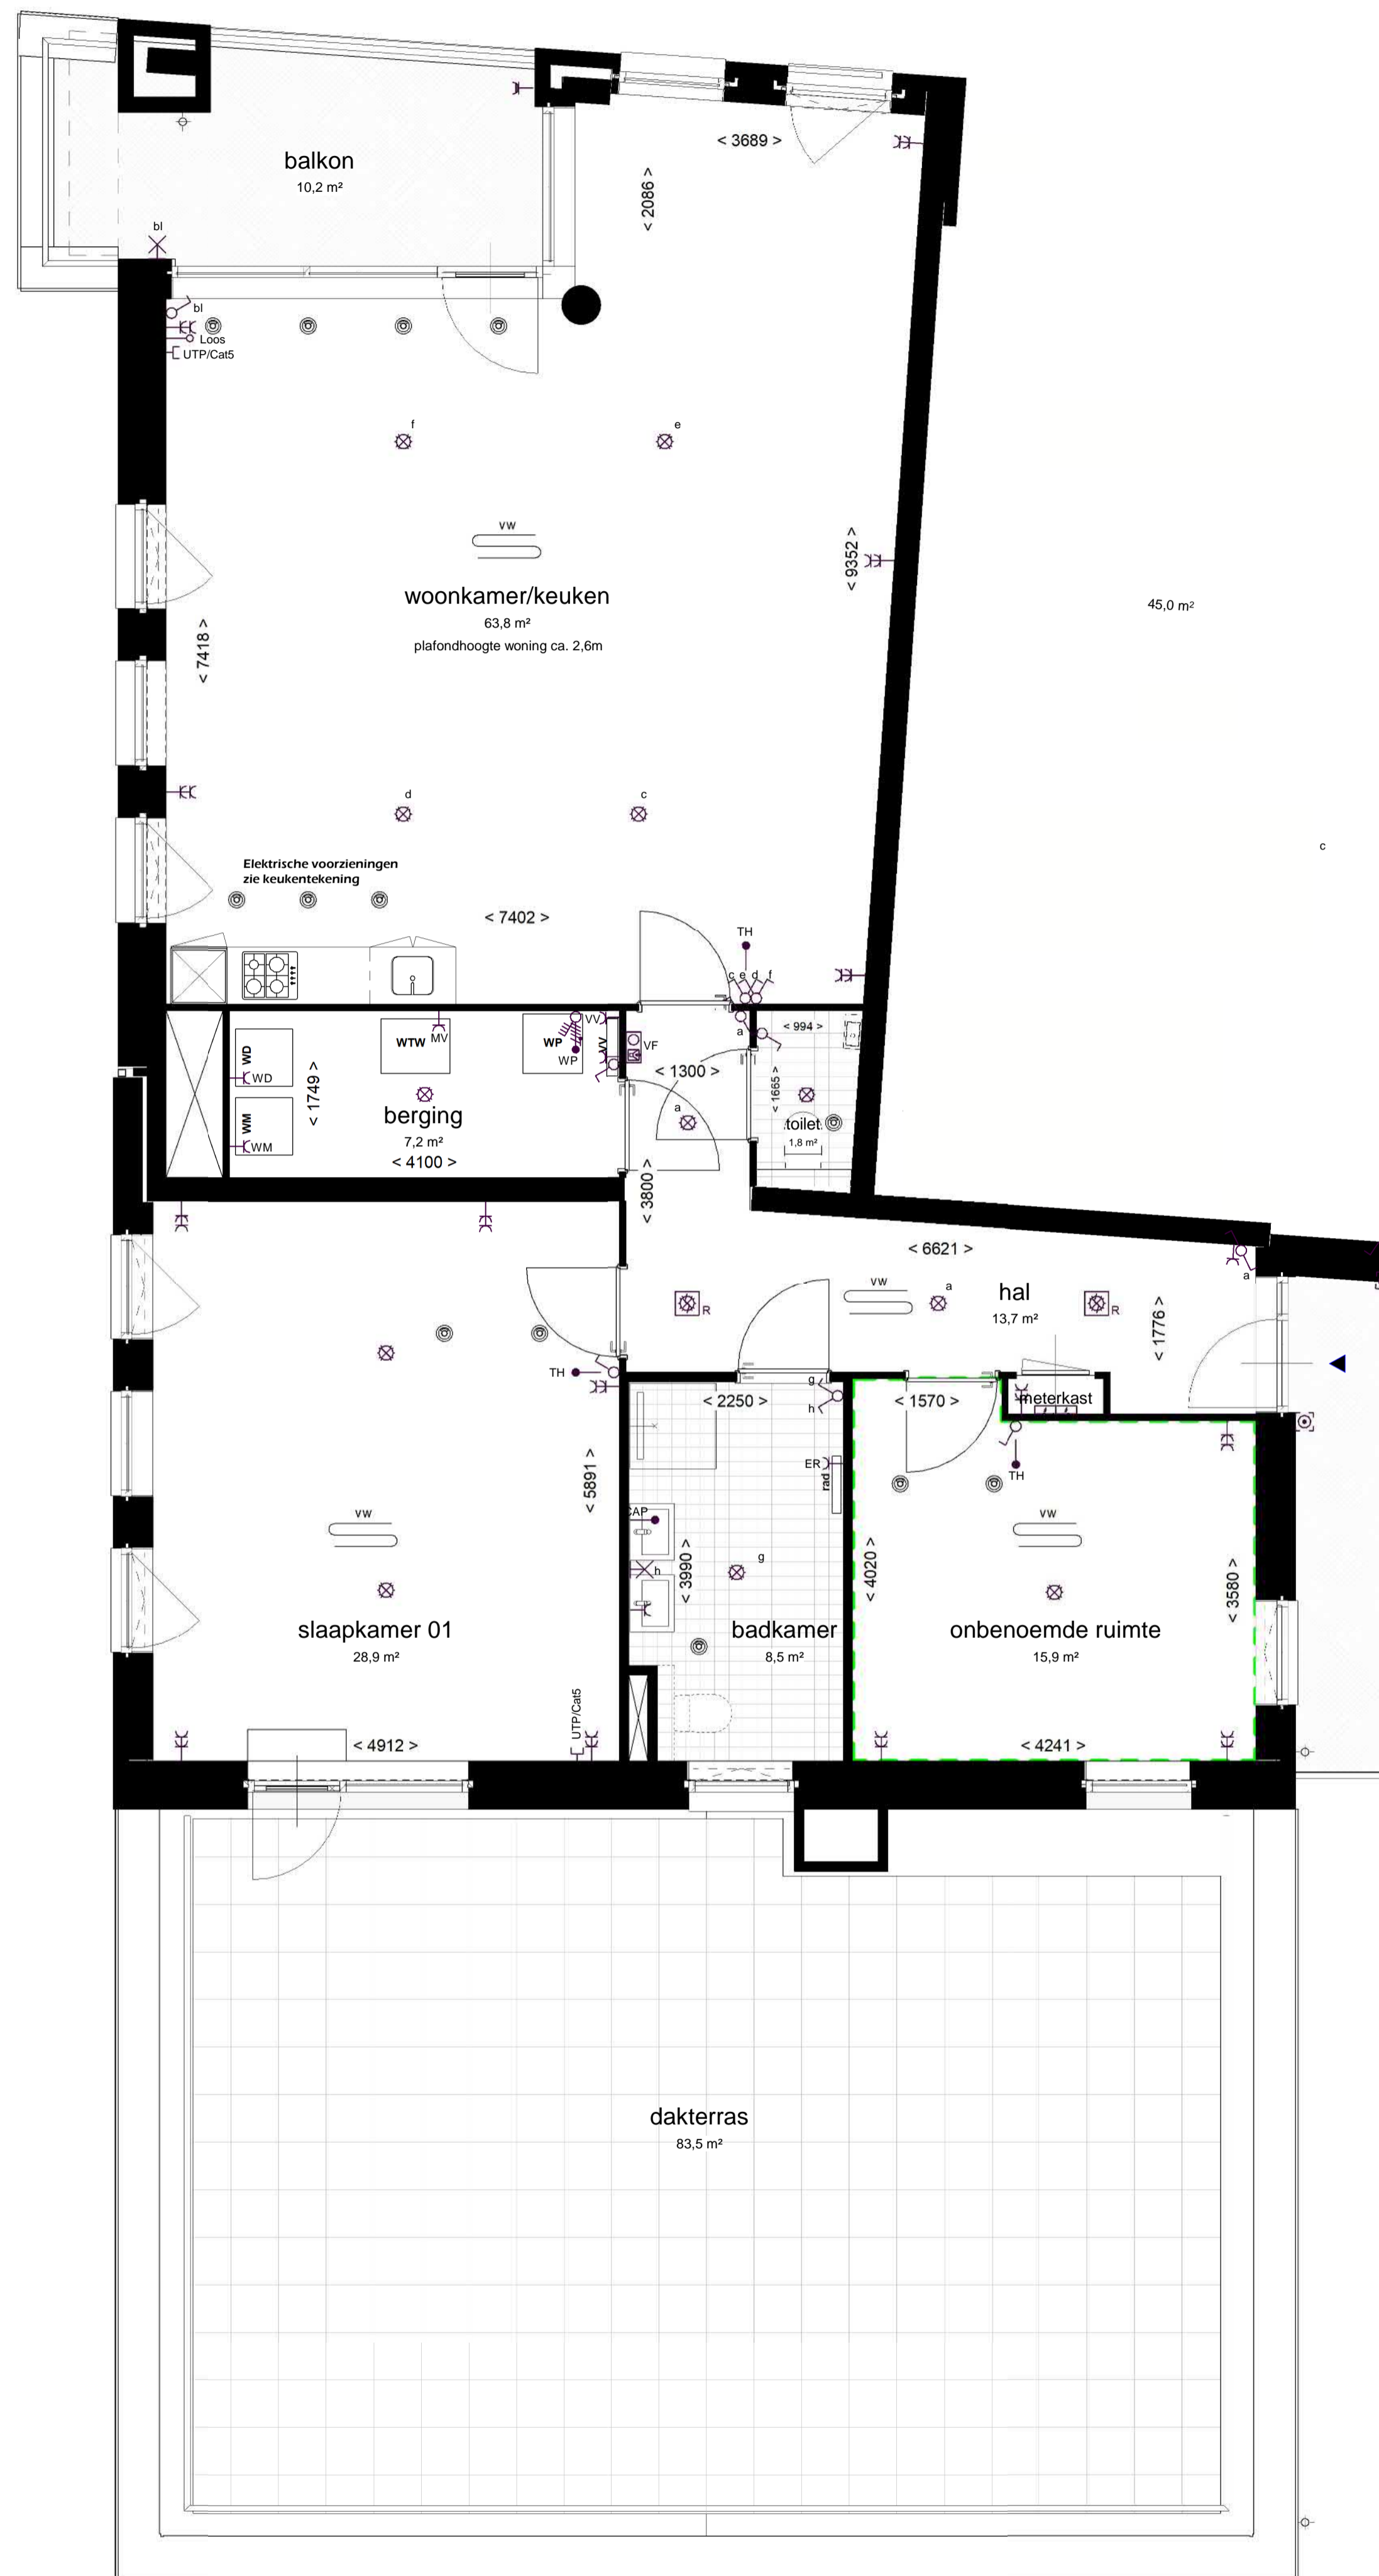 balkon
10,2 m²
bl
< 3689 >
< 2086 >
bl
Loos
UTP/Cat5
f
e
VW
woonkamer/keuken
63,8 m²
plafondhoogte woning ca. 2,6m
< 9352 >
< 7418 >
45,0 m²
d
c
c
Elektrische voorzieningen
zie keukentekening
< 7402 >
TH
c e d f
WD
WD
WM
WM
< 1749 >
WTW
MV
WP
WP
VV
VV
VF
berging
7,2 m²
< 4100 >
a
< 1300 >
a
< 994 >
< 1665 >
toilet
1,8 m²
< 3800 >
< 6621 >
VW
a
hal
13,7 m²
R
R
a
< 1776 >
TH
< 2250 >
g
h
< 1570 >
meterkast
TH
ER
rad
< 5891 >
VW
CAP
h
< 3990 >
g
< 4020 >
VW
< 3580 >
slaapkamer 01
28,9 m²
badkamer
8,5 m²
onbenoemde ruimte
15,9 m²
UTP/Cat5
< 4912 >
< 4241 >
dakterras
83,5 m²